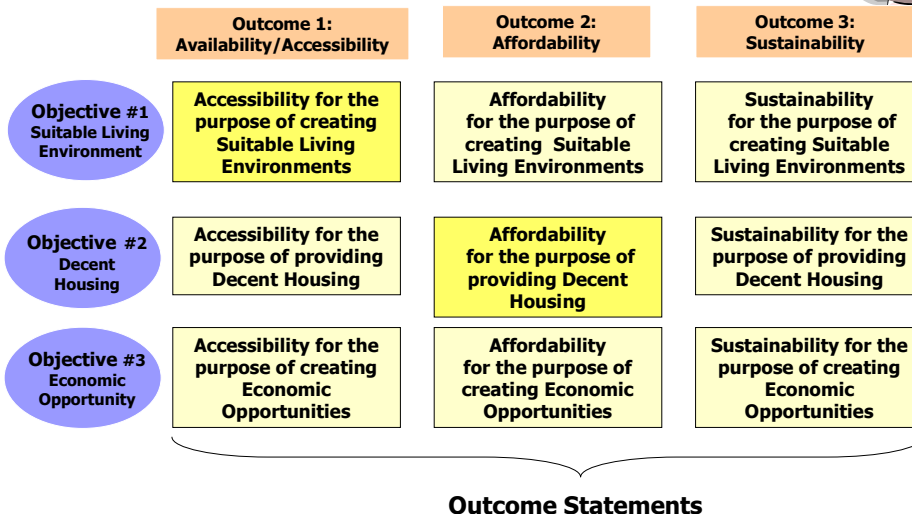 Outcome 1:
Availability/Accessibility
Outcome 2:
Affordability
Outcome 3:
Sustainability
Objective #1
Suitable Living
Environment
Accessibility for the
purpose of creating
Suitable Living
Environments
Affordability
for the purpose of
creating Suitable
Living Environments
Sustainability
for the purpose of
creating Suitable
Living Environments
Objective #2
Decent
Housing
Accessibility for the
purpose of providing
Decent Housing
Affordability
for the purpose of
providing Decent
Housing
Sustainability for the
purpose of providing
Decent Housing
Objective #3
Economic
Opportunity
Accessibility for the
purpose of creating
Economic
Opportunities
Affordability
for the purpose of
creating Economic
Opportunities
Sustainability for the
purpose of creating
Economic
Opportunities
Outcome Statements